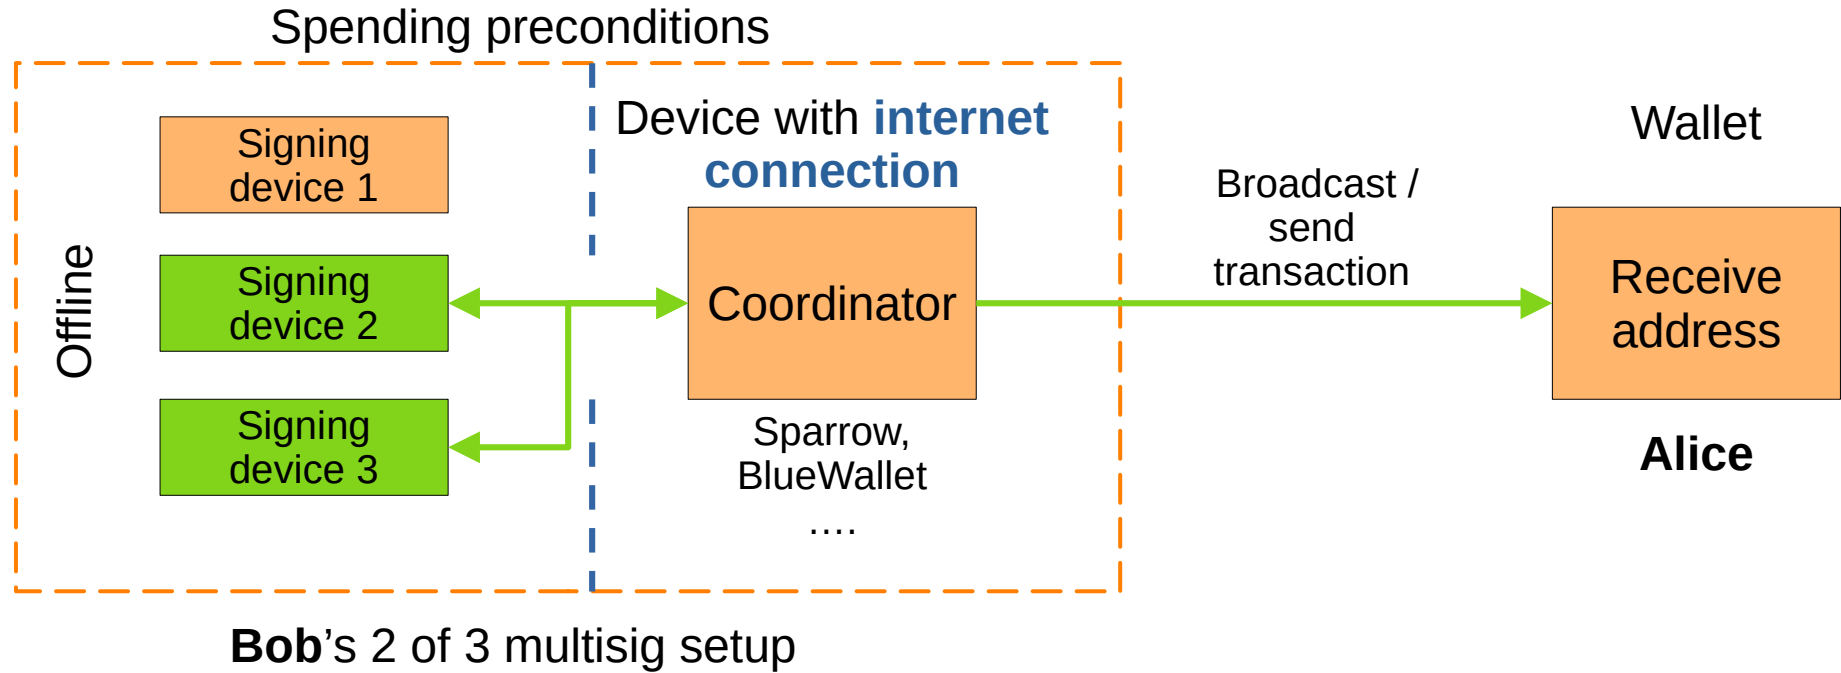 Spending preconditions
Offline
Signing
device 1
Signing
device 2
Signing
device 3
Device with internet
connection
Coordinator
Sparrow,
BlueWallet
....
Broadcast /
send
transaction
Wallet
Receive
address
Alice
Bob’s 2 of 3 multisig setup